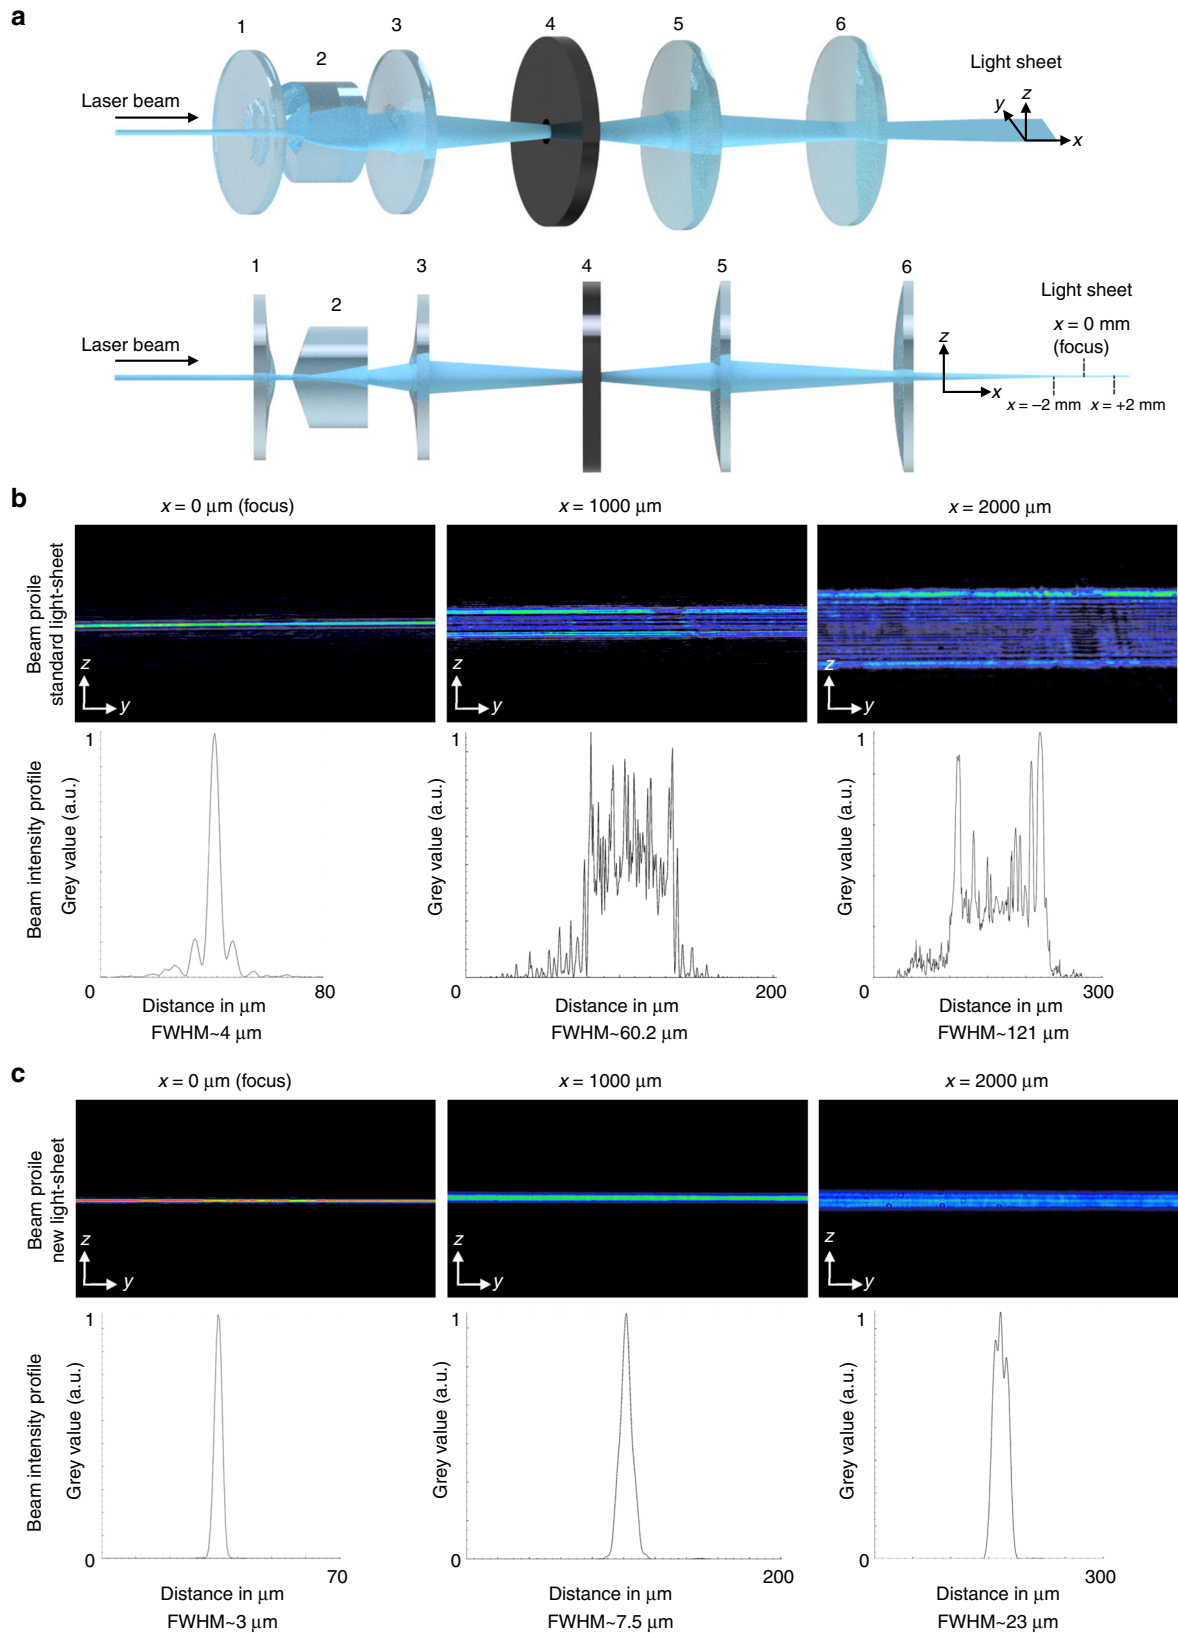 a
1
2
3
4
5
6
Laser beam
Light sheet
y
z
x
1
2
3
4
5
6
Laser beam
Light sheet
x = 0 mm
(focus)
z
x
x = –2 mm
x = +2 mm
b
x = 0 μm (focus)
x = 1000 μm
x = 2000 μm
Beam proile
standard light-sheet
z
y
z
y
z
y
Beam intensity profile
Grey value (a.u.)
1
0
80
Distance in μm
FWHM~4 μm
Grey value (a.u.)
1
0
0
200
Distance in μm
FWHM~60.2 μm
Grey value (a.u.)
1
0
0
300
Distance in μm
FWHM~121 μm
c
x = 0 μm (focus)
x = 1000 μm
x = 2000 μm
Beam proile
new light-sheet
z
y
z
y
z
y
Beam intensity profile
Grey value (a.u.)
1
0
70
Distance in μm
FWHM~3 μm
Grey value (a.u.)
1
0
200
Distance in μm
FWHM~7.5 μm
Grey value (a.u.)
1
0
300
Distance in μm
FWHM~23 μm